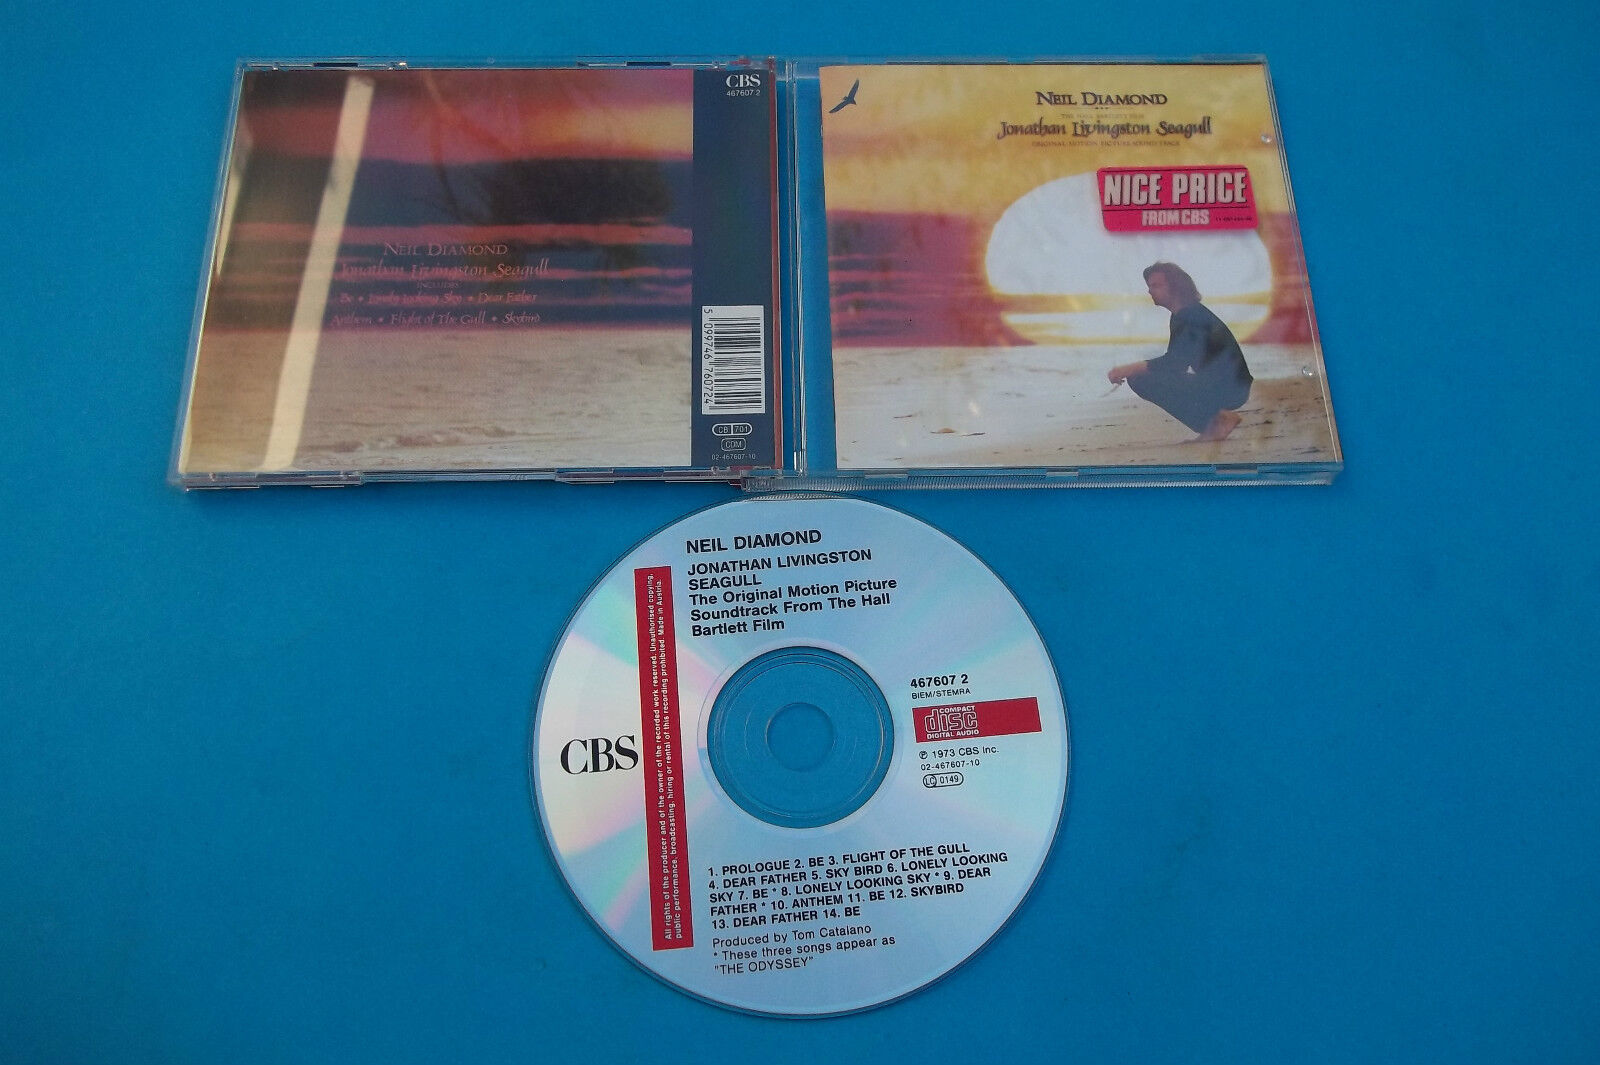 CBS
467607 2
NEIL DIAMOND
Jonathan Livingston Seagull
INCLUDES
Be • Lonely Looking Sky • Dear Father
Anthem • Flight of The Gull • Skybird
5 099746 760724
CB 701
CDM
02-467607-10
NEIL DIAMOND
THE HALL BARTLETT FILM
Jonathan Livingston Seagull
ORIGINAL MOTION PICTURE SOUND TRACK
NICE PRICE
FROM CBS
NEIL DIAMOND
JONATHAN LIVINGSTON
SEAGULL
The Original Motion Picture
Soundtrack From The Hall
Bartlett Film
All rights of the producer and of the owner of the recorded work reserved. Unauthorised copying,
public performance, broadcasting, hiring or rental of this recording prohibited. Made in Austria.
CBS
467607 2
BIEM/STEMRA
COMPACT
disc
DIGITAL AUDIO
℗ 1973 CBS Inc.
02-467607-10
LC 0149
1. PROLOGUE 2. BE 3. FLIGHT OF THE GULL
4. DEAR FATHER 5. SKY BIRD 6. LONELY LOOKING
SKY 7. BE * 8. LONELY LOOKING SKY * 9. DEAR
FATHER * 10. ANTHEM 11. BE 12. SKYBIRD
13. DEAR FATHER 14. BE
Produced by Tom Catalano
* These three songs appear as
"THE ODYSSEY"